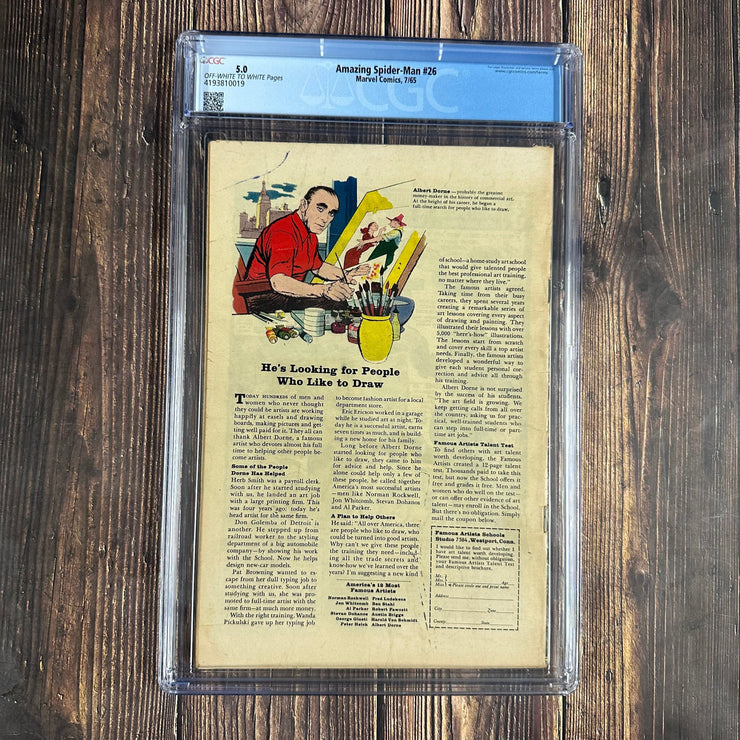 CGC
5.0
OFF-WHITE TO WHITE Pages
4193810019
Amazing Spider-Man #26
Marvel Comics, 7/65
CGC
Albert Dorne—probably the greatest
money-maker in the history of commercial art.
At the height of his career, he began a
full-time search for people who like to draw.
He's Looking for People
Who Like to Draw
TODAY HUNDREDS of men and
women who never thought
they could be artists are working
happily at easels and drawing
boards, making pictures and getting
well paid for it. They all can
thank Albert Dorne, a famous
artist who devotes almost his full
time to helping other people become
artists.
Some of the People
Dorne Has Helped
Herb Smith was a payroll clerk.
Soon after he started studying
with us, he landed an art job
with a large printing firm. This
was four years ago: today he's
head artist for the same firm.
Don Golemba of Detroit is
another. He stepped up from
railroad worker to the styling
department of a big automobile
company—by showing his work
with the School. Now he helps
design new-car models.
Pat Browning wanted to escape
from her dull typing job to
something creative. Soon after
studying with us, she was promoted
to full-time artist with the same
firm—at much more money.
With the right training, Wanda
Pickulski gave up her typing job
to become fashion artist for a local
department store.
Eric Ericson worked in a garage
while he studied art at night. Today
he is a successful artist, earns
seven times as much, and is building
a new home for his family.
Long before Albert Dorne
started looking for people who
like to draw, they came to him
for advice and help. Since he
alone could help only a few of
these people, he called together
America's most successful artists
—men like Norman Rockwell,
Jon Whitcomb, Stevan Dohanos
and Al Parker.
A Plan to Help Others
He said: "All over America, there
are people who like to draw, who
could be turned into good artists.
Why can't we give these people
the training they need—including
all the trade secrets and
know-how we've learned over the
years? I'm suggesting a new kind
America's 12 Most
Famous Artists
Norman Rockwell Fred Ludekens
Jon Whitcomb Ben Stahl
Al Parker Robert Fawcett
Stevan Dohanos Austin Briggs
George Giusti Harold Von Schmidt
Peter Helck Albert Dorne
of school—a home-study art school
that would give talented people
the best professional art training,
no matter where they live."
The famous artists agreed.
Taking time from their busy
careers, they spent several years
creating a remarkable series of
art lessons covering every aspect
of drawing and painting. They
illustrated their lessons with over
5,000 "here's-how" illustrations.
The lessons start from scratch
and cover every skill a top artist
needs. Finally, the famous artists
developed a wonderful way to
give each student personal correction
and advice all through
his training.
Albert Dorne is not surprised
by the success of his students.
"The art field is growing. We
keep getting calls from all over
the country, asking us for practical,
well-trained students who
can step into full-time or part-time
art jobs."
Famous Artists Talent Test
To find others with art talent
worth developing, the Famous
Artists created a 12-page talent
test. Thousands paid to take this
test, but now the School offers it
free and grades it free. Men and
women who do well on the test—
or can offer other evidence of art
talent—may enroll in the School.
But there's no obligation. Simply
mail the coupon below.
Famous Artists Schools
Studio 7384, Westport, Conn.
I would like to find out whether I
have art talent worth developing.
Please send me, without obligation,
your Famous Artists Talent Test
and descriptive brochure.
Mr.
Mrs.
Miss
Age
Please circle one and print name
Address
City
Zone
County
State